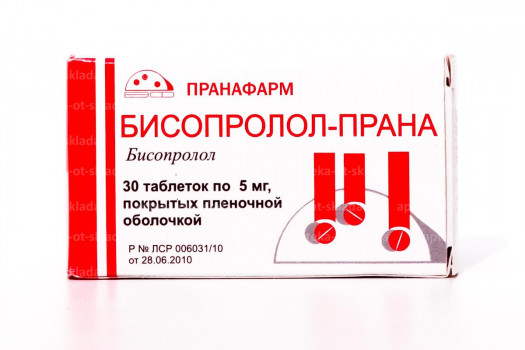 ПРАНАФАРМ
БИСОПРОЛОЛ-ПРАНА
Бисопролол
30 таблеток по 5 мг,
покрытых пленочной
оболочкой
Р № ЛСР 006031/10
от 28.06.2010